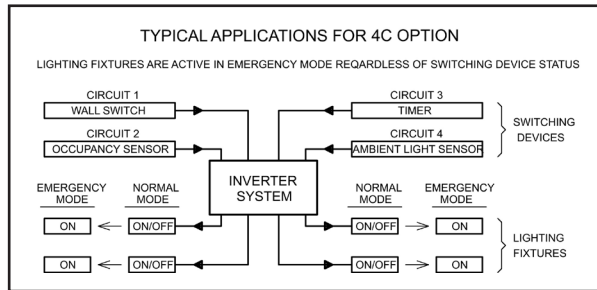 TYPICAL APPLICATIONS FOR 4C OPTION
LIGHTING FIXTURES ARE ACTIVE IN EMERGENCY MODE REQARDLESS OF SWITCHING DEVICE STATUS
CIRCUIT 1
WALL SWITCH
CIRCUIT 2
OCCUPANCY SENSOR
CIRCUIT 3
TIMER
CIRCUIT 4
AMBIENT LIGHT SENSOR
SWITCHING
DEVICES
INVERTER
SYSTEM
EMERGENCY
MODE
NORMAL
MODE
NORMAL
MODE
EMERGENCY
MODE
ON
ON/OFF
ON/OFF
ON
ON
ON/OFF
ON/OFF
ON
LIGHTING
FIXTURES